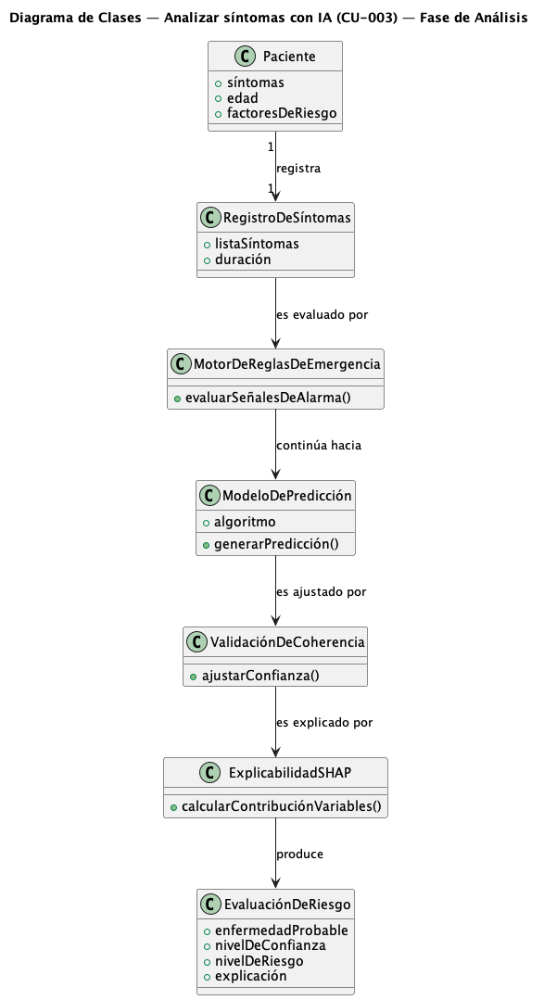 Diagrama de Clases — Analizar síntomas con IA (CU-003) — Fase de Análisis
C Paciente
síntomas
edad
factoresDeRiesgo
1
registra
1
C RegistroDeSíntomas
listaSíntomas
duración
es evaluado por
C MotorDeReglasDeEmergencia
evaluarSeñalesDeAlarma()
continúa hacia
C ModeloDePredicción
algoritmo
generarPredicción()
es ajustado por
C ValidaciónDeCoherencia
ajustarConfianza()
es explicado por
C ExplicabilidadSHAP
calcularContribuciónVariables()
produce
C EvaluaciónDeRiesgo
enfermedadProbable
nivelDeConfianza
nivelDeRiesgo
explicación